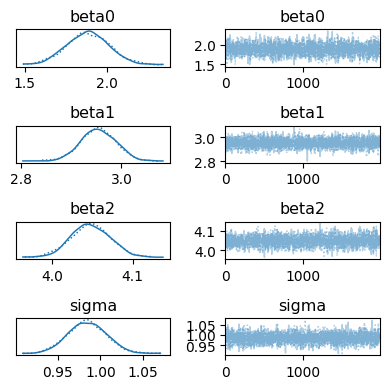 beta0 beta0
2.0
1.5
1.5 2.0 0 1000
beta1 beta1
3.0
2.8
2.8 3.0 0 1000
beta2 beta2
4.1
4.0
4.0 4.1 0 1000
sigma sigma
1.05
1.00
0.95
0.95 1.00 1.05 0 1000